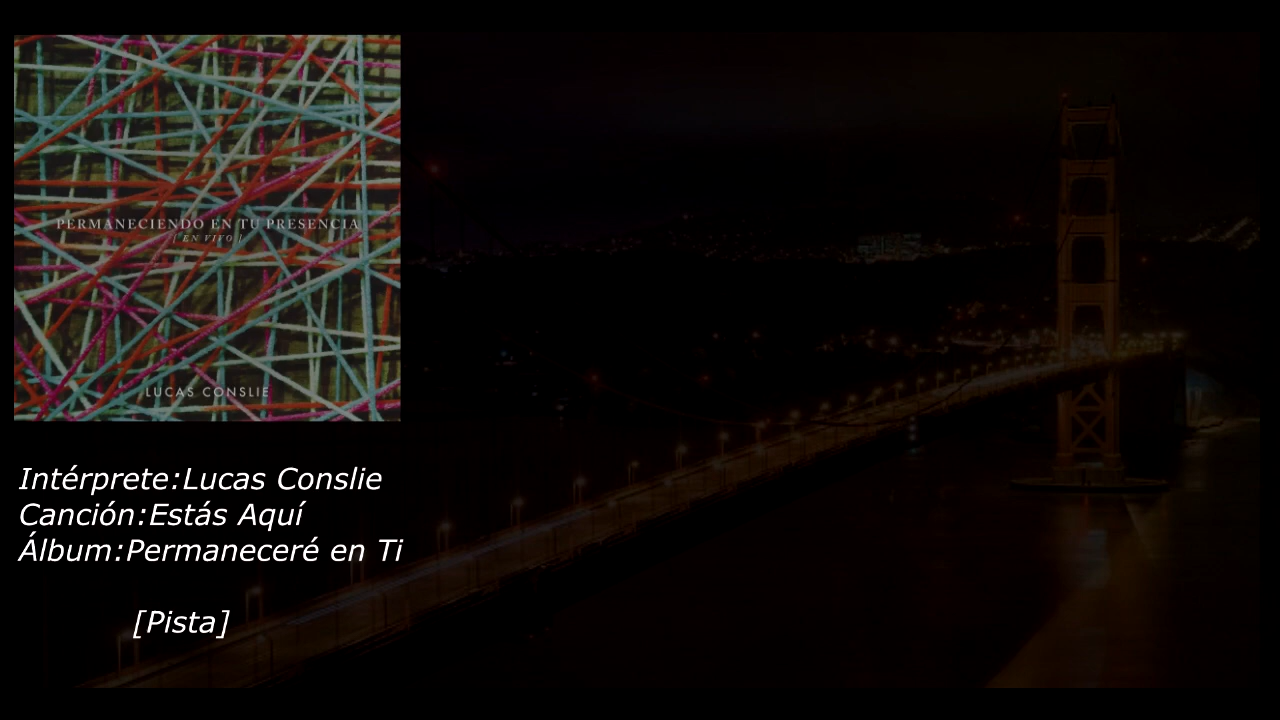 PERMANECIENDO EN TU PRESENCIA
[ EN VIVO ]
LUCAS CONSLIE
Intérprete:Lucas Conslie
Canción:Estás Aquí
Álbum:Permaneceré en Ti
[Pista]